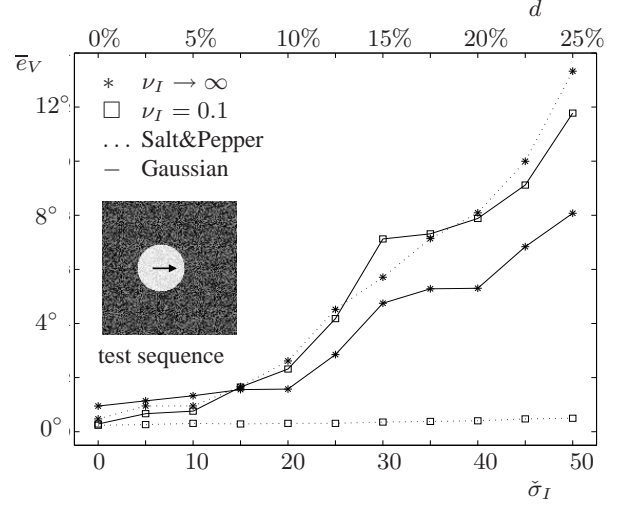 d
0% 5% 10% 15% 20% 25%
e̅_V
12°
8°
4°
0°
* ν_I → ∞
□ ν_I = 0.1
... Salt&Pepper
– Gaussian
test sequence
0 10 20 30 40 50
σ̌_I